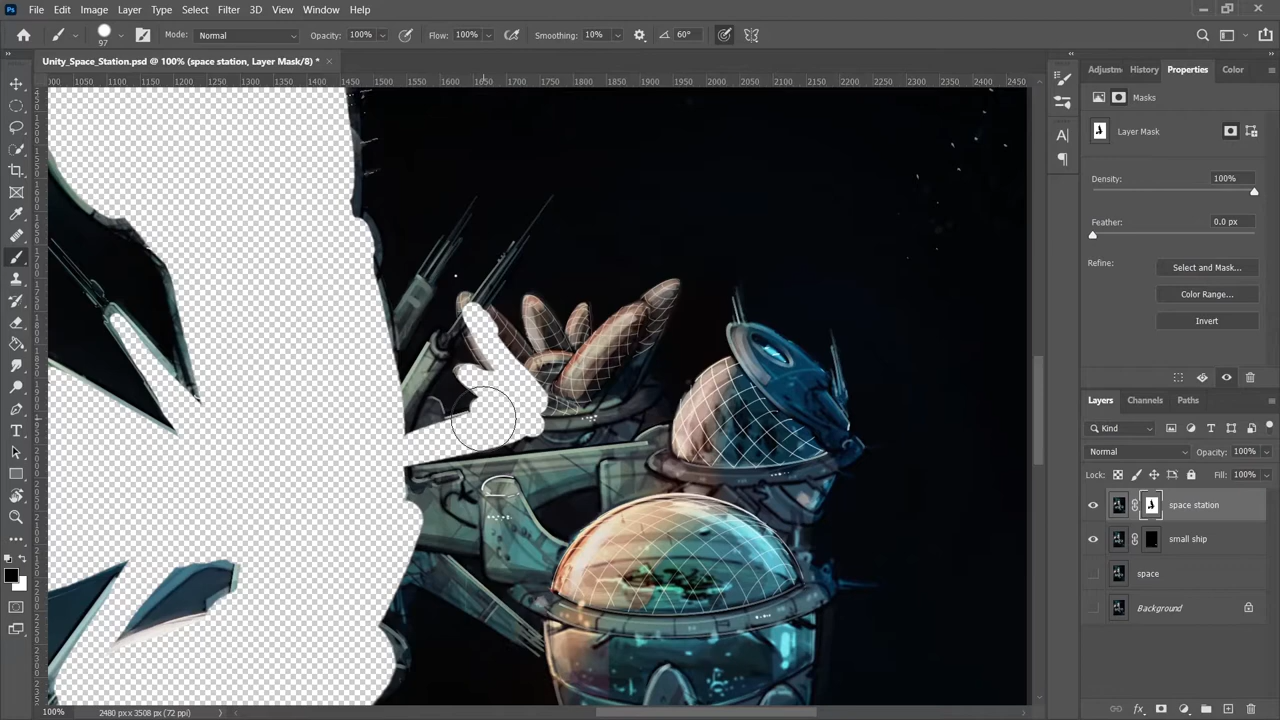 Ps File Edit Image Layer Type Select Filter 3D View Window Help
97 Mode: Normal Opacity: 100% Flow: 100% Smoothing: 10% 60°
Unity_Space_Station.psd @ 100% (space station, Layer Mask/8) *
1100 1150 1200 1250 1300 1350 1400 1450 1500 1550 1600 1650 1700 1750 1800 1850 1900 1950 2000 2050 2100 2150 2200 2250 2300 2350 2400 2450
Adjustm History Properties Color
Masks
Layer Mask
Density: 100%
Feather: 0.0 px
Refine: Select and Mask...
Color Range...
Invert
Layers Channels Paths
Kind
Normal Opacity: 100%
Lock: Fill: 100%
space station
small ship
space
Background
100% 2480 px x 3508 px (72 ppi)